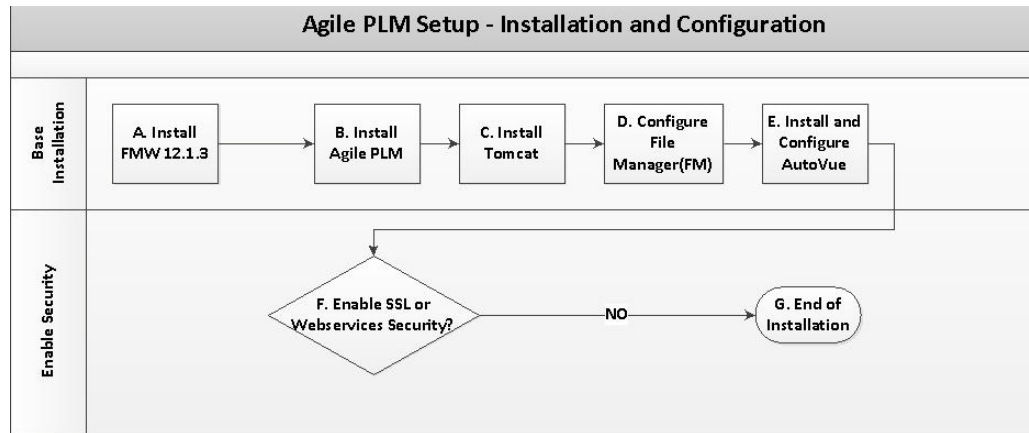 Agile PLM Setup - Installation and Configuration
Base
Installation
A. Install
FMW 12.1.3
B. Install
Agile PLM
C. Install
Tomcat
D. Configure
File
Manager(FM)
E. Install and
Configure
AutoVue
Enable Security
F. Enable SSL or
Webservices Security?
NO
G. End of
Installation